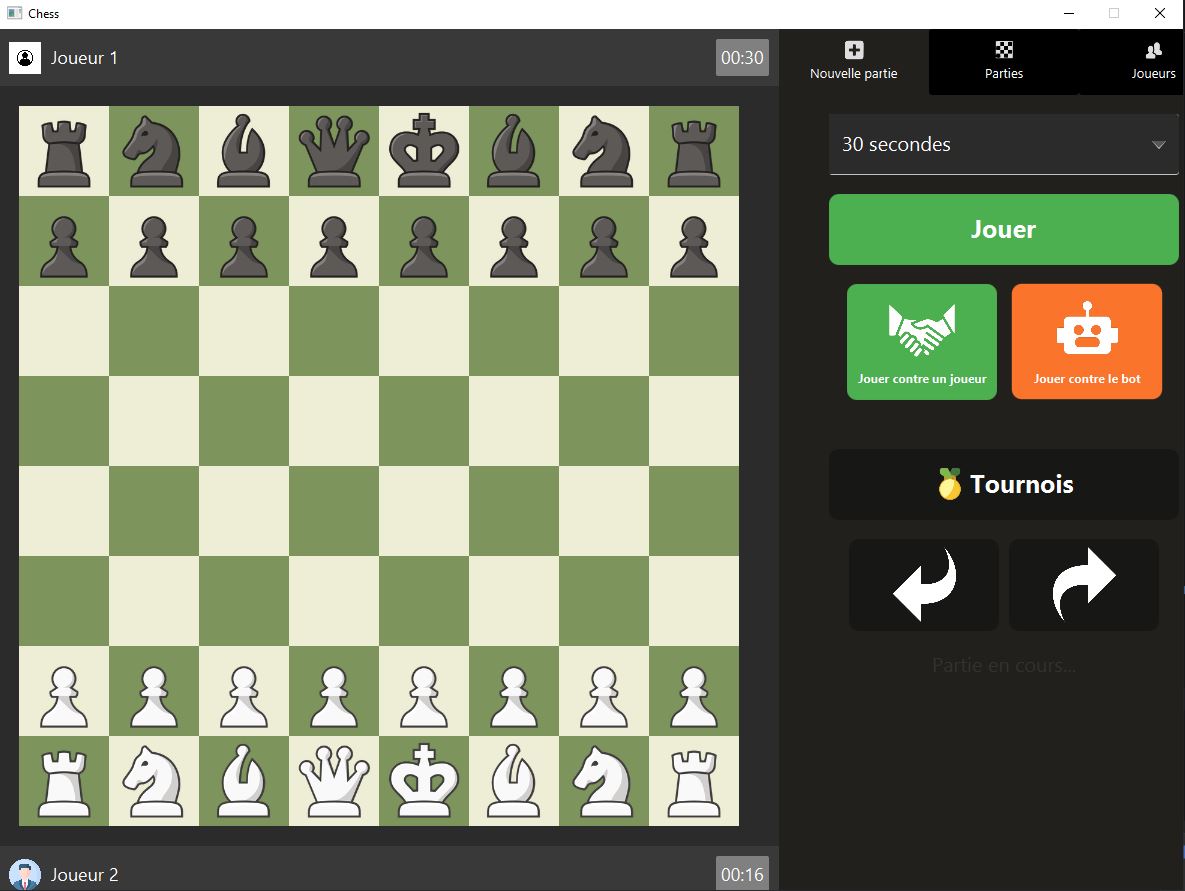 Chess
Joueur 1
00:30
Nouvelle partie
Parties
Joueurs
30 secondes
Jouer
Jouer contre un joueur
Jouer contre le bot
Tournois
Partie en cours...
Joueur 2
00:16